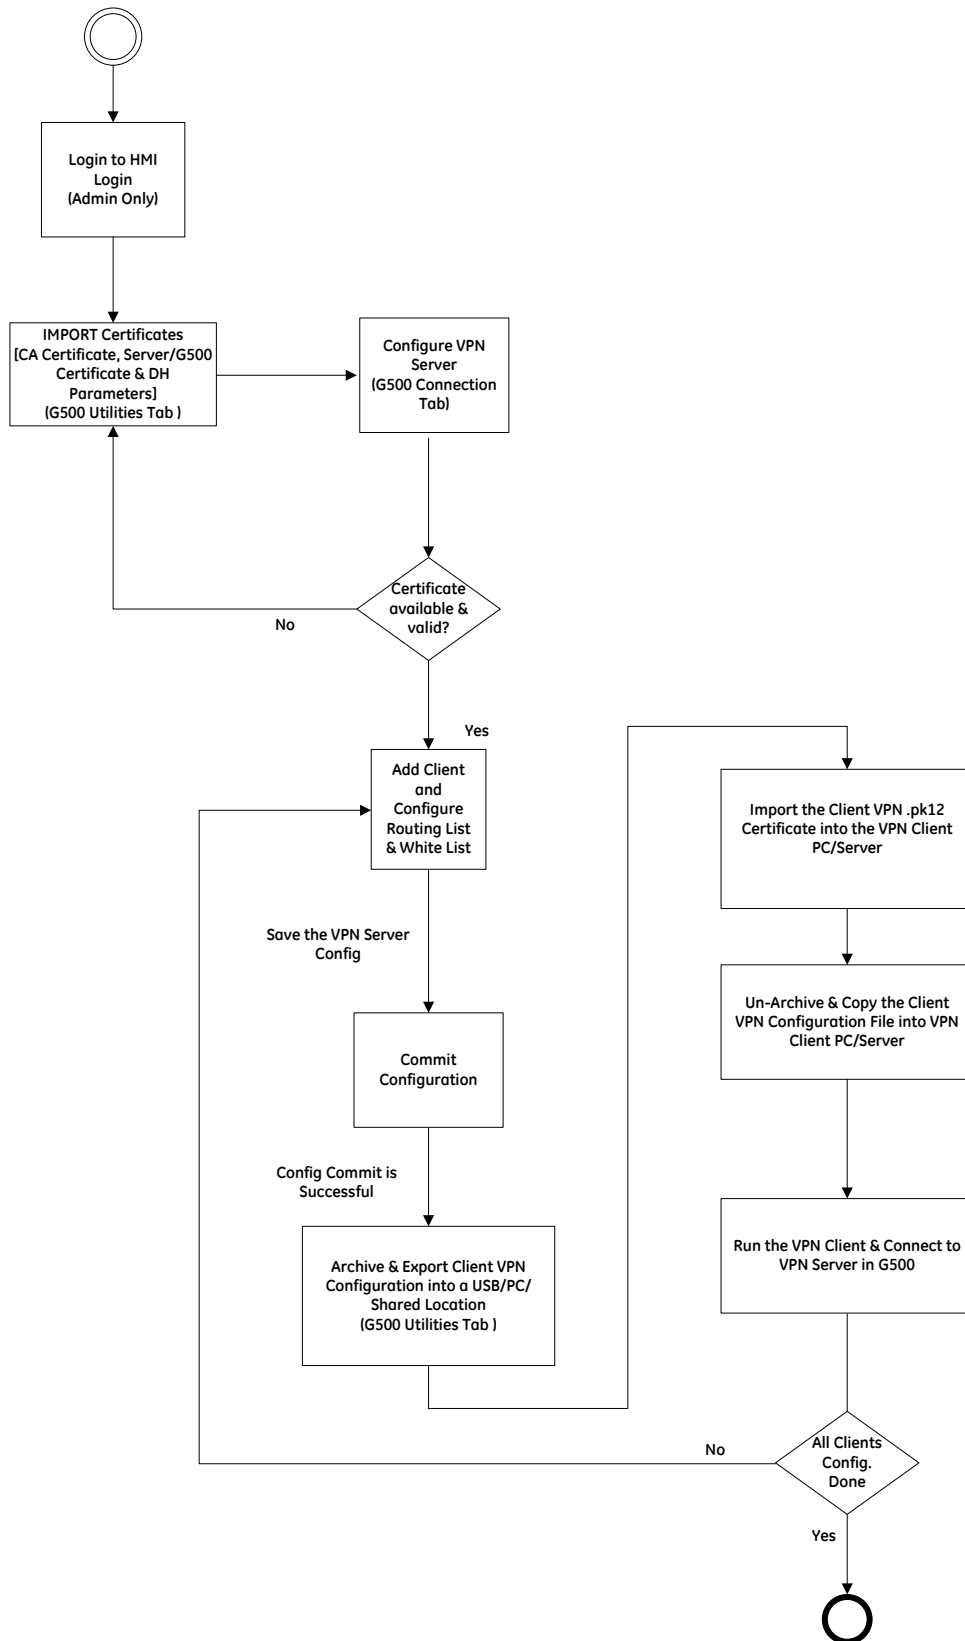 Login to HMI
Login
(Admin Only)
IMPORT Certificates
[CA Certificate, Server/G500
Certificate & DH
Parameters]
(G500 Utilities Tab )
Configure VPN
Server
(G500 Connection
Tab)
Certificate
available &
valid?
No
Yes
Add Client
and
Configure
Routing List
& White List
Save the VPN Server
Config
Commit
Configuration
Config Commit is
Successful
Archive & Export Client VPN
Configuration into a USB/PC/
Shared Location
(G500 Utilities Tab )
Import the Client VPN .pk12
Certificate into the VPN Client
PC/Server
Un-Archive & Copy the Client
VPN Configuration File into VPN
Client PC/Server
Run the VPN Client & Connect to
VPN Server in G500
All Clients
Config.
Done
No
Yes